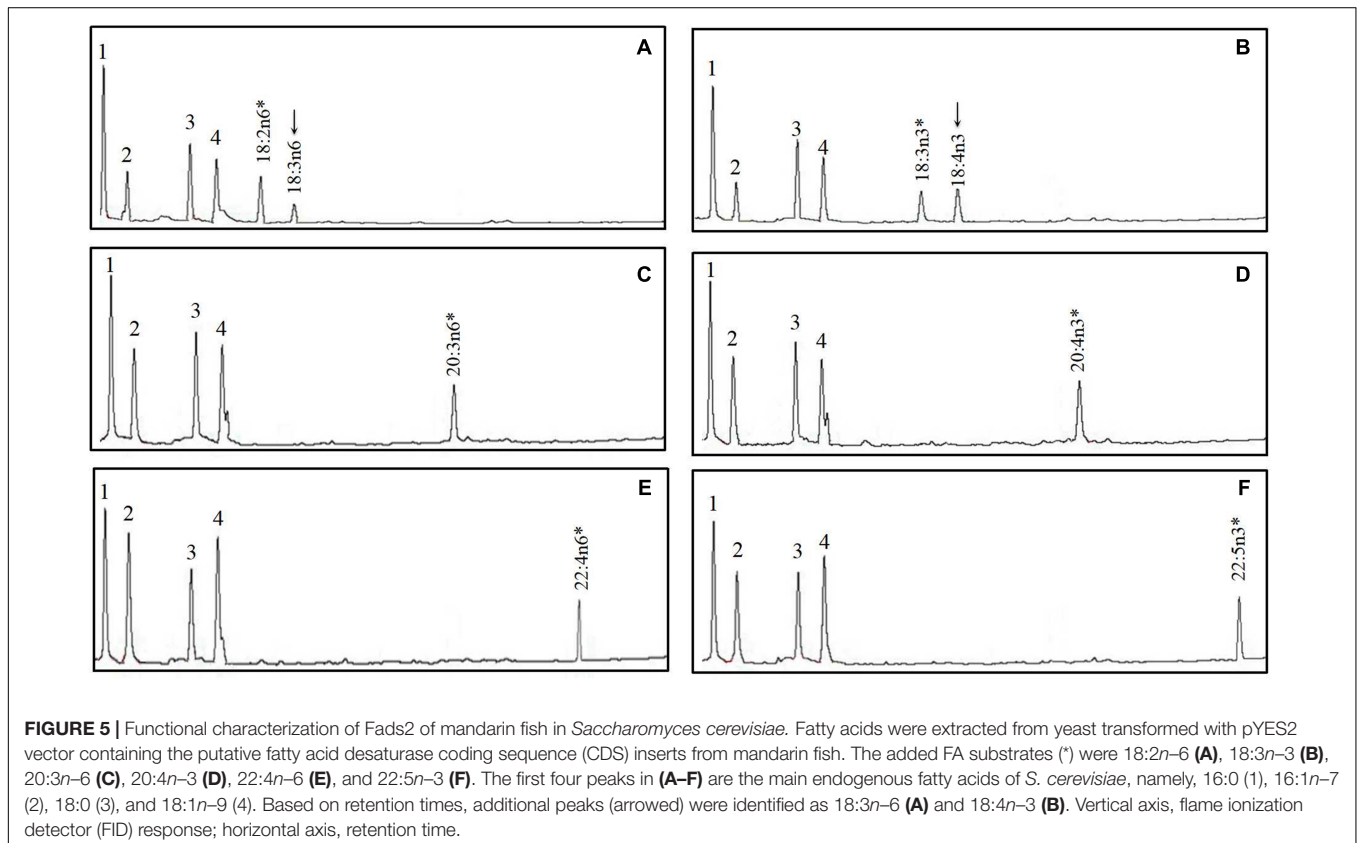 A
1
2
3
4
18:2n6*
18:3n6
B
1
2
3
4
18:3n3*
18:4n3
C
1
2
3
4
20:3n6*
D
1
2
3
4
20:4n3*
E
1
2
3
4
22:4n6*
F
1
2
3
4
22:5n3*
FIGURE 5 | Functional characterization of Fads2 of mandarin fish in Saccharomyces cerevisiae. Fatty acids were extracted from yeast transformed with pYES2
vector containing the putative fatty acid desaturase coding sequence (CDS) inserts from mandarin fish. The added FA substrates (*) were 18:2n–6 (A), 18:3n–3 (B),
20:3n–6 (C), 20:4n–3 (D), 22:4n–6 (E), and 22:5n–3 (F). The first four peaks in (A–F) are the main endogenous fatty acids of S. cerevisiae, namely, 16:0 (1), 16:1n–7
(2), 18:0 (3), and 18:1n–9 (4). Based on retention times, additional peaks (arrowed) were identified as 18:3n–6 (A) and 18:4n–3 (B). Vertical axis, flame ionization
detector (FID) response; horizontal axis, retention time.